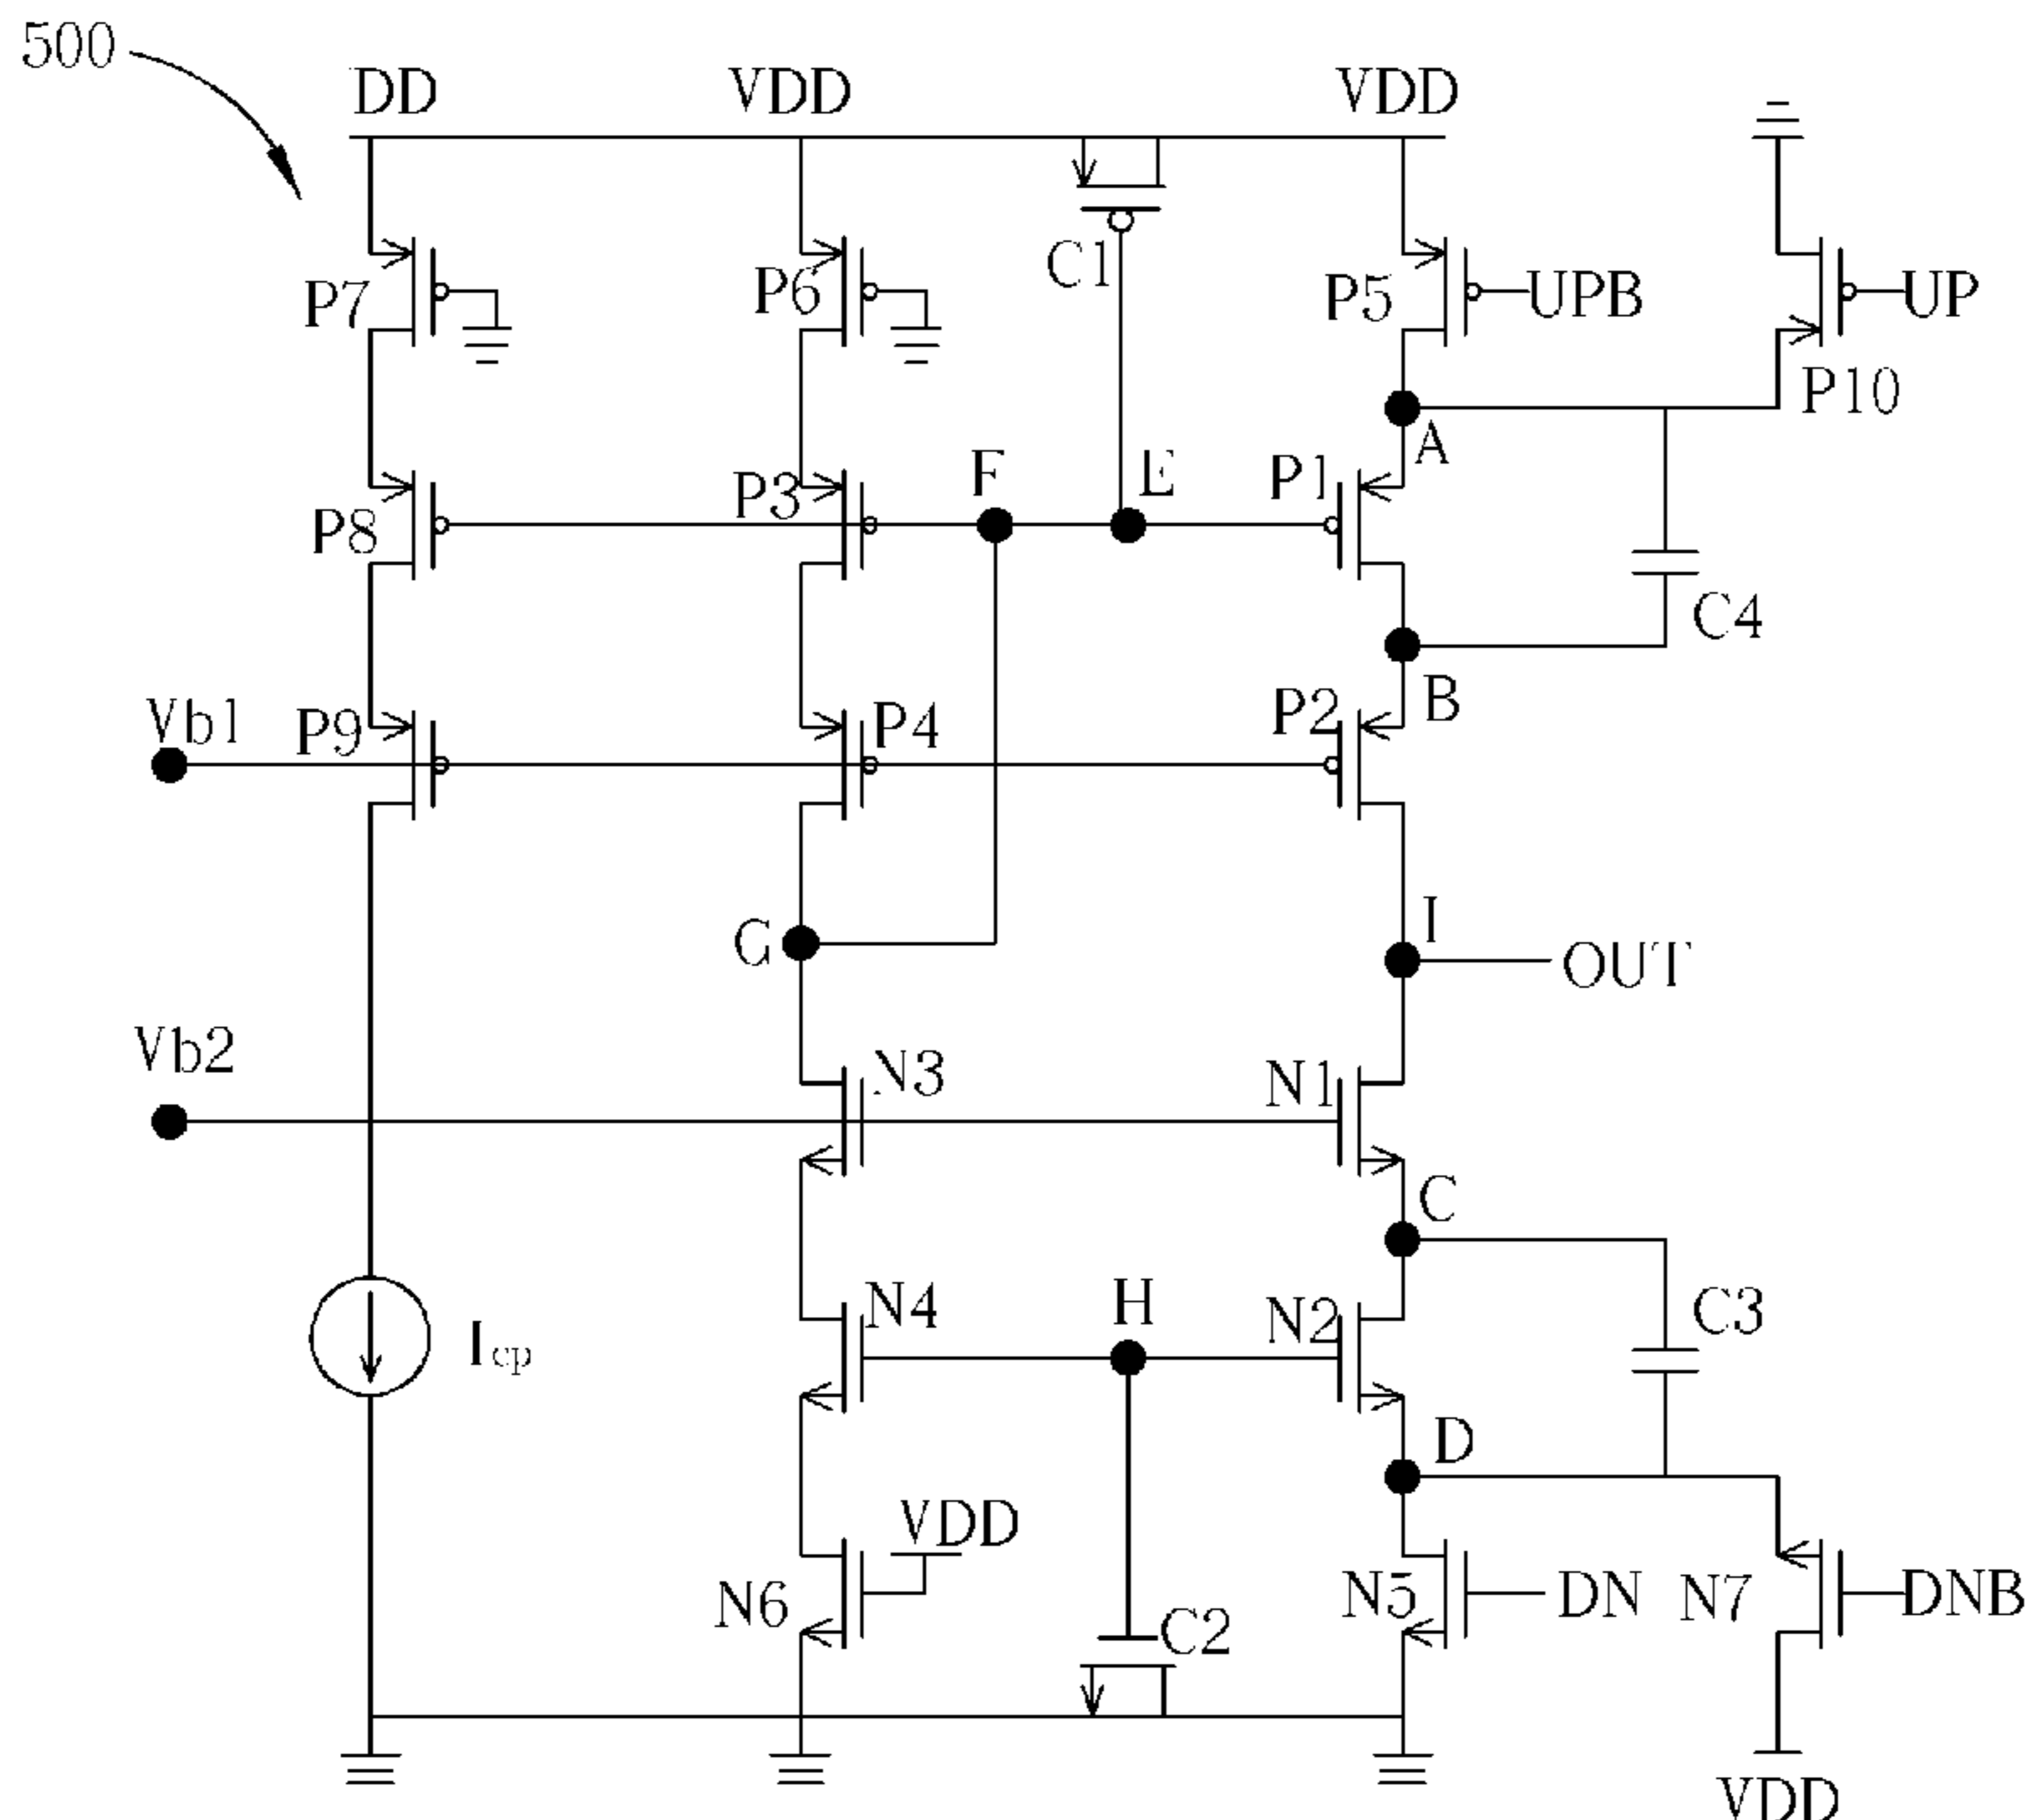 500
DD
VDD
VDD
P7
P6
C1
P5
UPB
UP
P10
A
P8
P3
F
E
P1
C4
Vb1
P9
P4
P2
B
G
I
OUT
Vb2
N3
N1
C
Icp
N4
H
N2
C3
D
VDD
N6
C2
N5
DN
N7
DNB
VDD